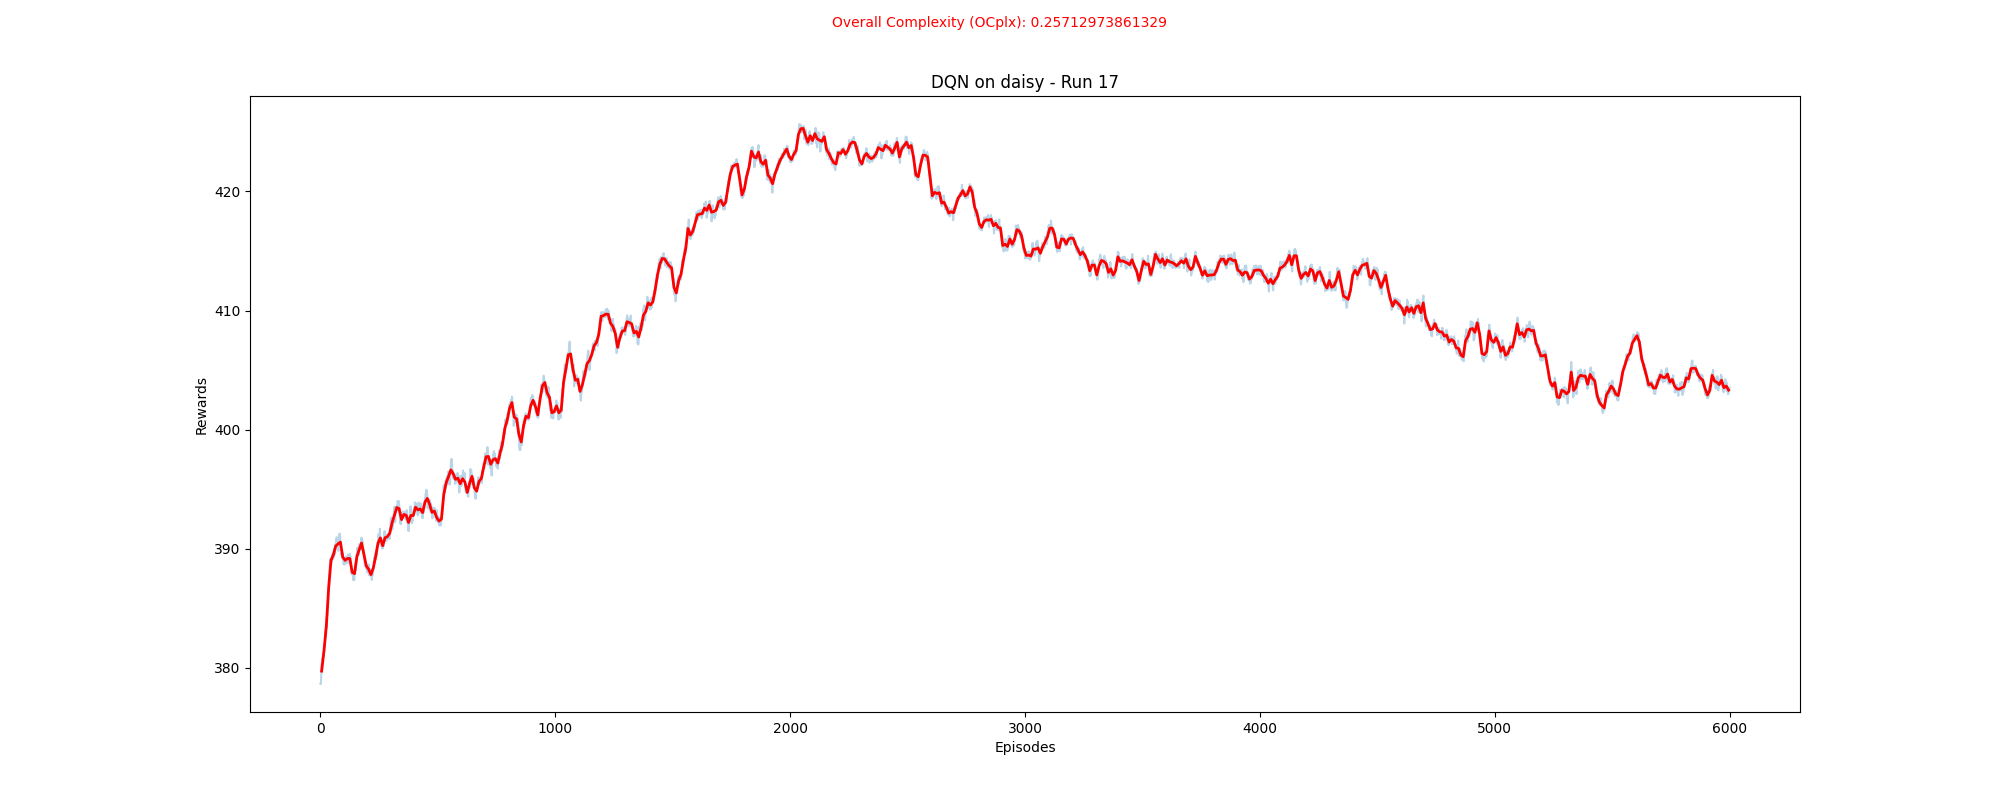 Overall Complexity (OCplx): 0.25712973861329
DQN on daisy - Run 17
Rewards
420
410
400
390
380
0 1000 2000 3000 4000 5000 6000
Episodes